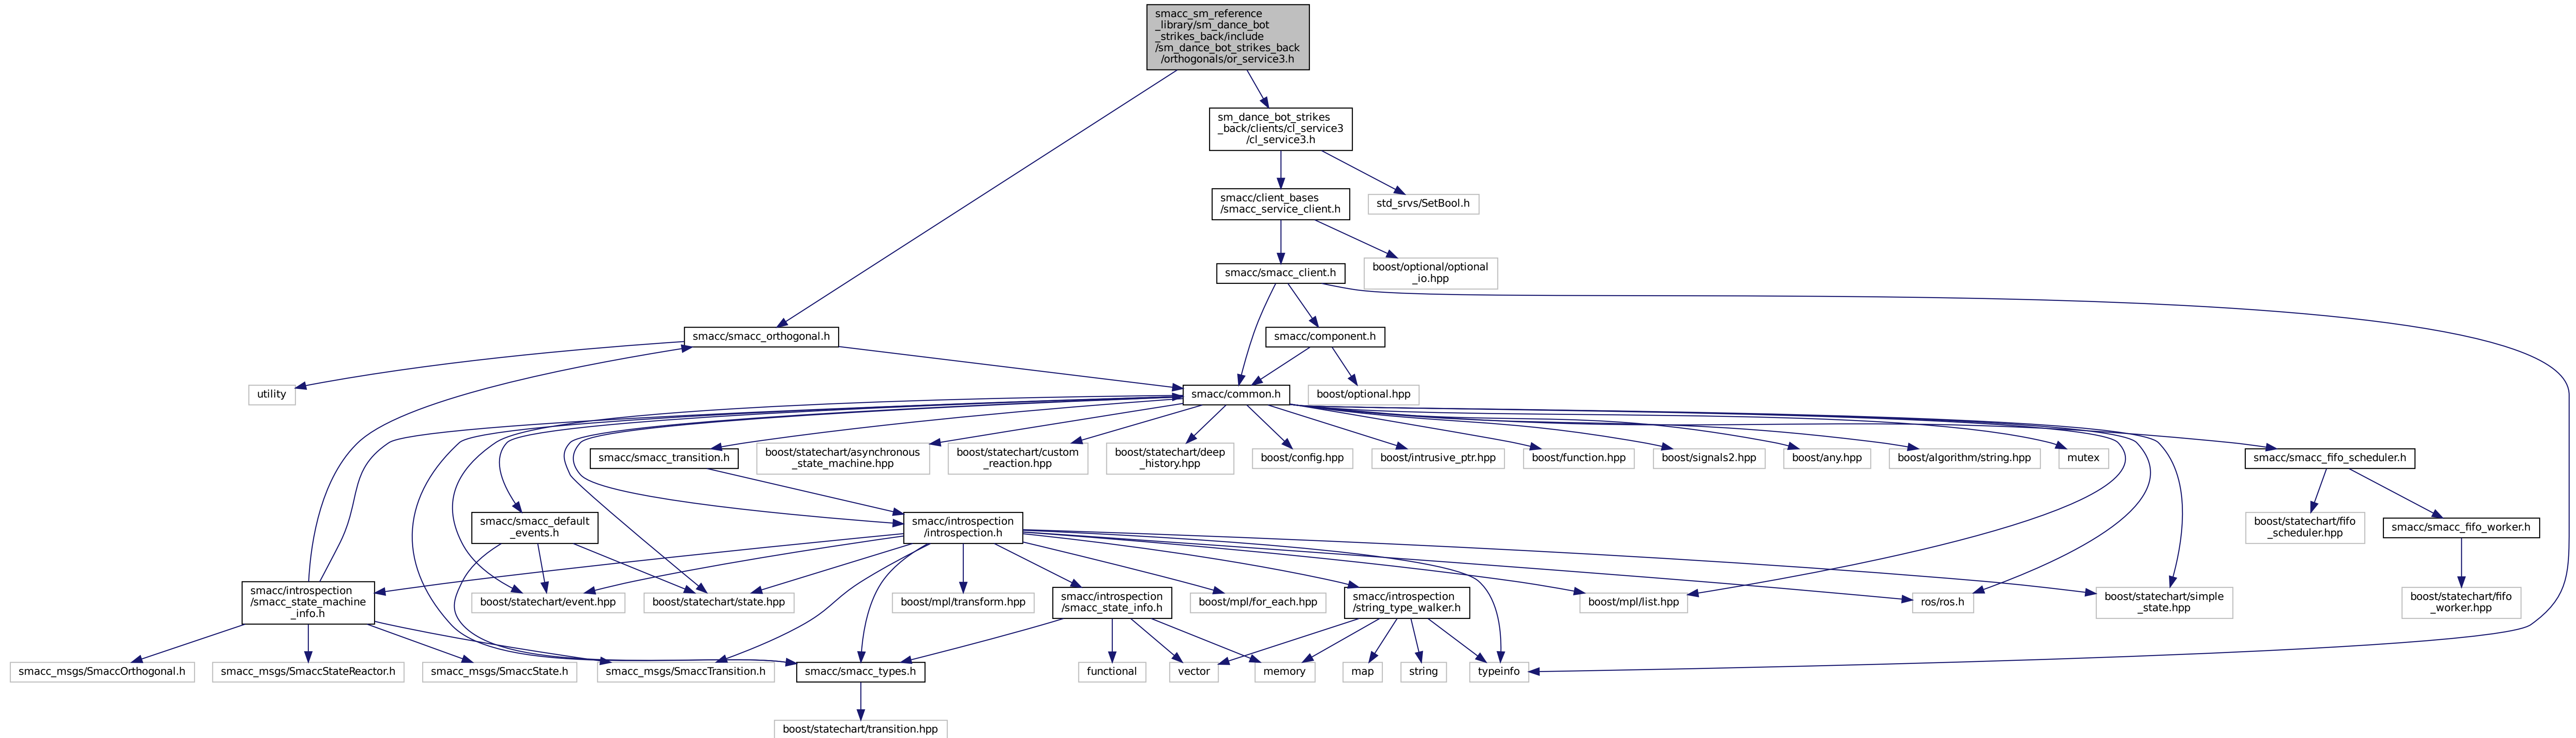 smacc_sm_reference
_library/sm_dance_bot
_strikes_back/include
/sm_dance_bot_strikes_back
/orthogonals/or_service3.h
sm_dance_bot_strikes
_back/clients/cl_service3
/cl_service3.h
smacc/client_bases
/smacc_service_client.h
std_srvs/SetBool.h
smacc/smacc_client.h
boost/optional/optional
_io.hpp
smacc/smacc_orthogonal.h
smacc/component.h
utility
smacc/common.h
boost/optional.hpp
smacc/smacc_transition.h
boost/statechart/asynchronous
_state_machine.hpp
boost/statechart/custom
_reaction.hpp
boost/statechart/deep
_history.hpp
boost/config.hpp
boost/intrusive_ptr.hpp
boost/function.hpp
boost/signals2.hpp
boost/any.hpp
boost/algorithm/string.hpp
mutex
smacc/smacc_fifo_scheduler.h
smacc/smacc_default
_events.h
smacc/introspection
/introspection.h
boost/statechart/fifo
_scheduler.hpp
smacc/smacc_fifo_worker.h
smacc/introspection
/smacc_state_machine
_info.h
boost/statechart/event.hpp
boost/statechart/state.hpp
boost/mpl/transform.hpp
smacc/introspection
/smacc_state_info.h
boost/mpl/for_each.hpp
smacc/introspection
/string_type_walker.h
boost/mpl/list.hpp
ros/ros.h
boost/statechart/simple
_state.hpp
boost/statechart/fifo
_worker.hpp
smacc_msgs/SmaccOrthogonal.h
smacc_msgs/SmaccStateReactor.h
smacc_msgs/SmaccState.h
smacc_msgs/SmaccTransition.h
smacc/smacc_types.h
functional
vector
memory
map
string
typeinfo
boost/statechart/transition.hpp